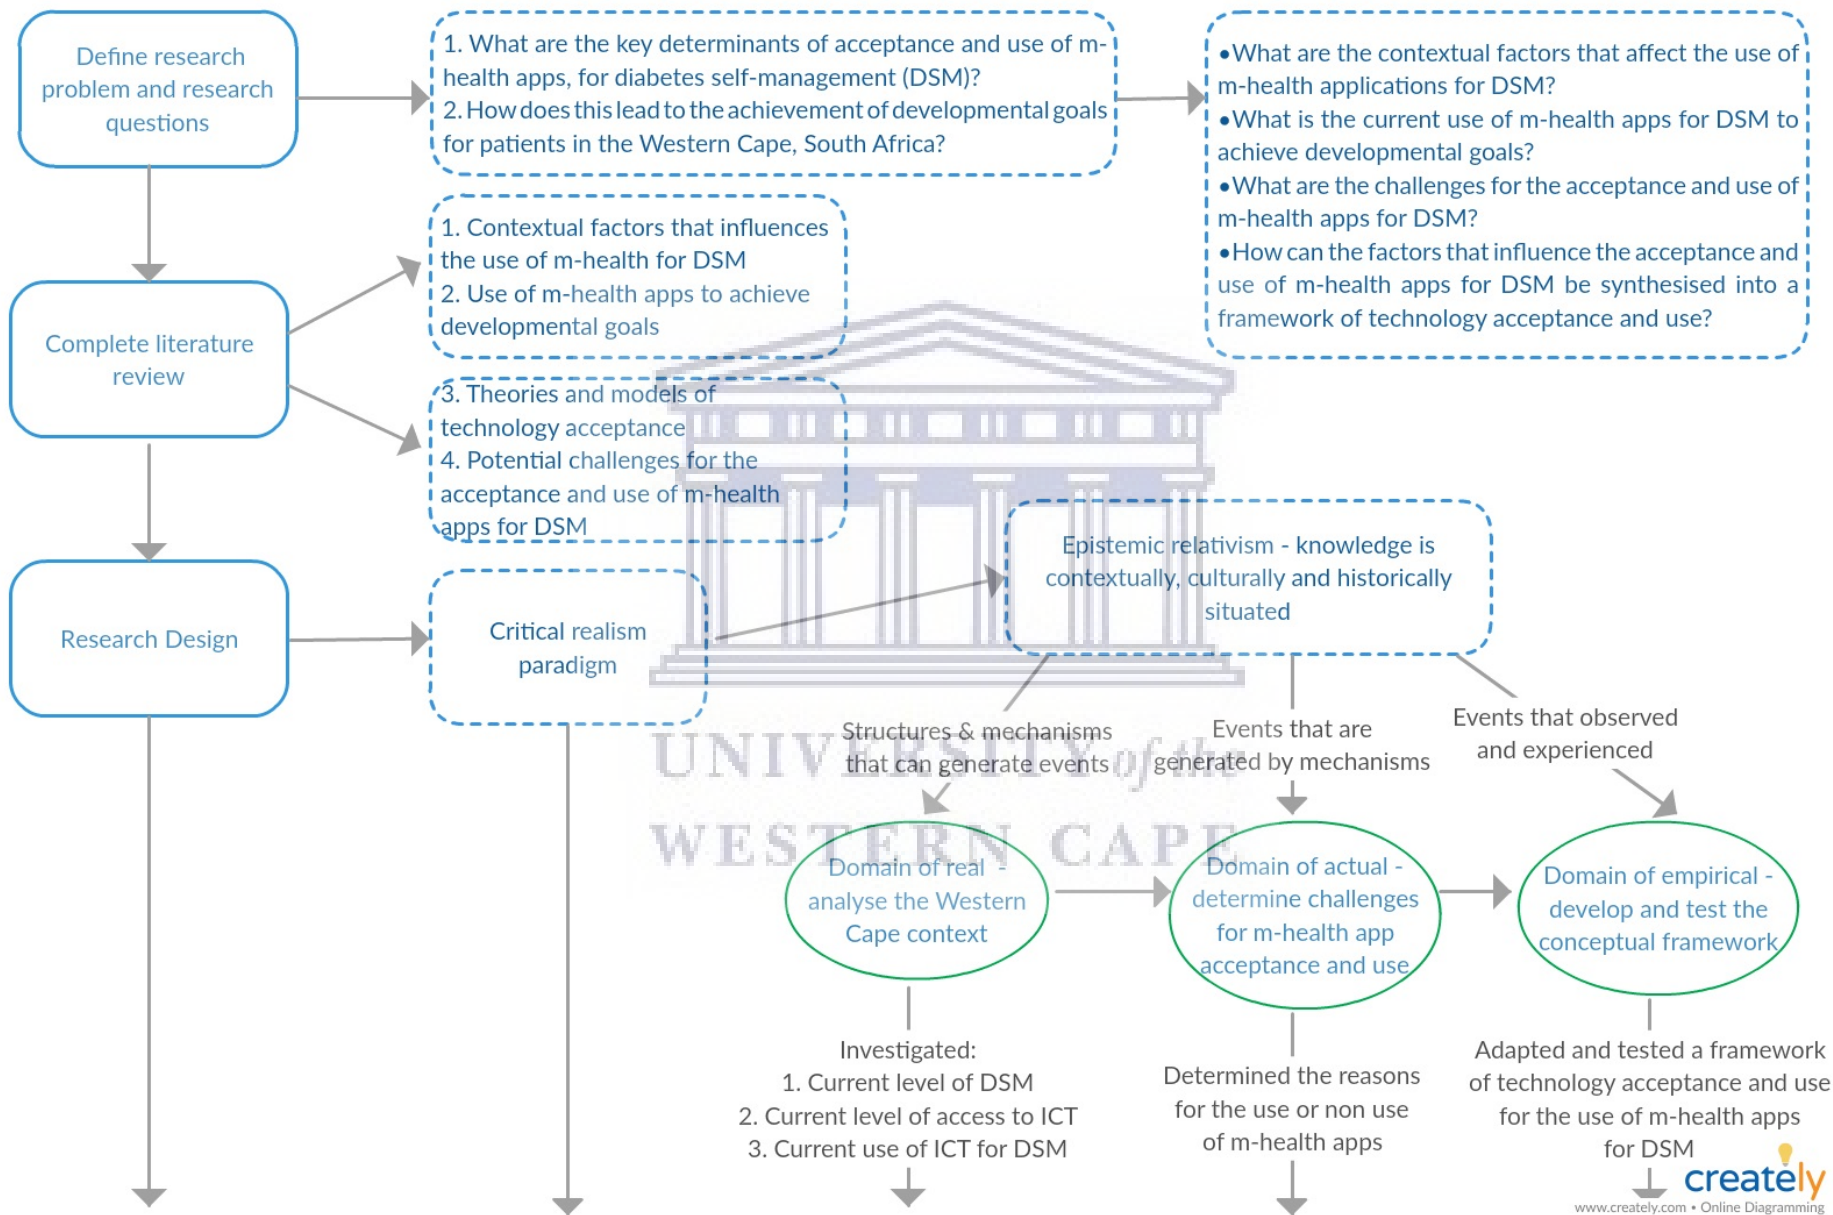 Define research
problem and research
questions
1. What are the key determinants of acceptance and use of m-
health apps, for diabetes self-management (DSM)?
2. How does this lead to the achievement of developmental goals
for patients in the Western Cape, South Africa?
•What are the contextual factors that affect the use of
m-health applications for DSM?
•What is the current use of m-health apps for DSM to
achieve developmental goals?
•What are the challenges for the acceptance and use of
m-health apps for DSM?
•How can the factors that influence the acceptance and
use of m-health apps for DSM be synthesised into a
framework of technology acceptance and use?
Complete literature
review
1. Contextual factors that influences
the use of m-health for DSM
2. Use of m-health apps to achieve
developmental goals
3. Theories and models of
technology acceptance
4. Potential challenges for the
acceptance and use of m-health
apps for DSM
Research Design
Critical realism
paradigm
Epistemic relativism - knowledge is
contextually, culturally and historically
situated
Structures & mechanisms
that can generate events
Events that are
generated by mechanisms
Events that observed
and experienced
UNIVERSITY of the
WESTERN CAPE
Domain of real -
analyse the Western
Cape context
Domain of actual -
determine challenges
for m-health app
acceptance and use
Domain of empirical -
develop and test the
conceptual framework
Investigated:
1. Current level of DSM
2. Current level of access to ICT
3. Current use of ICT for DSM
Determined the reasons
for the use or non use
of m-health apps
Adapted and tested a framework
of technology acceptance and use
for the use of m-health apps
for DSM
creately
www.creately.com • Online Diagramming